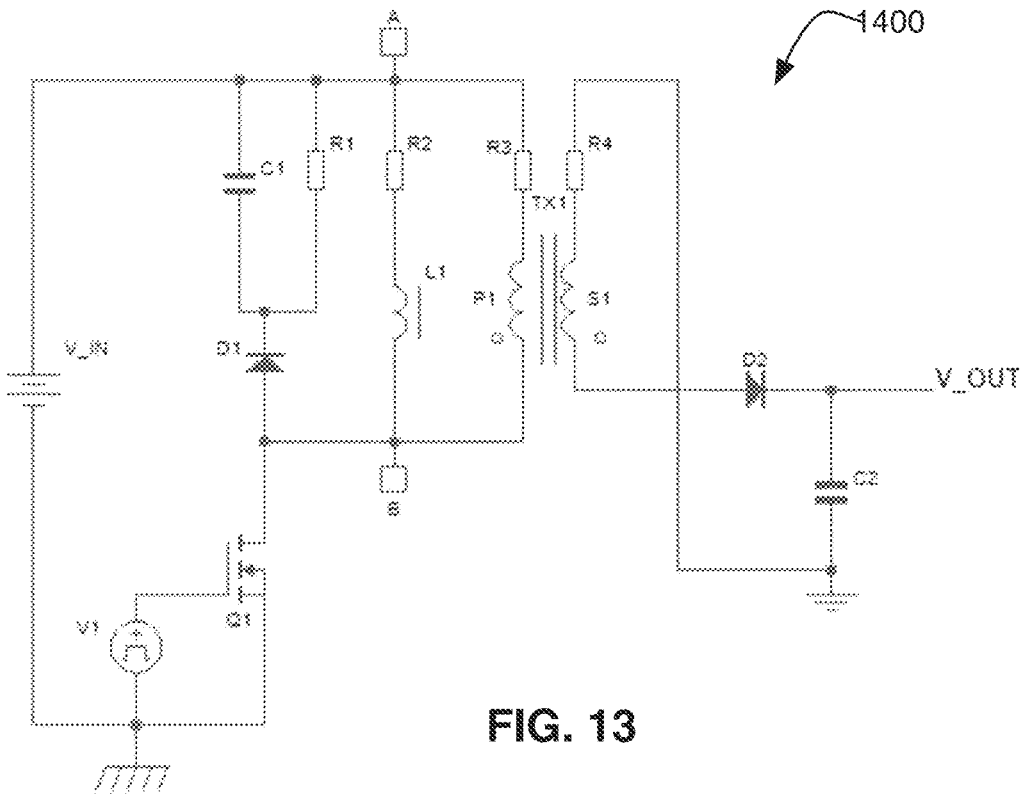 A
1400
C1
R1
R2
R3
R4
TX1
L1
P1
S1
V_IN
D1
D2
V_OUT
B
C2
V1
Q1
FIG. 13